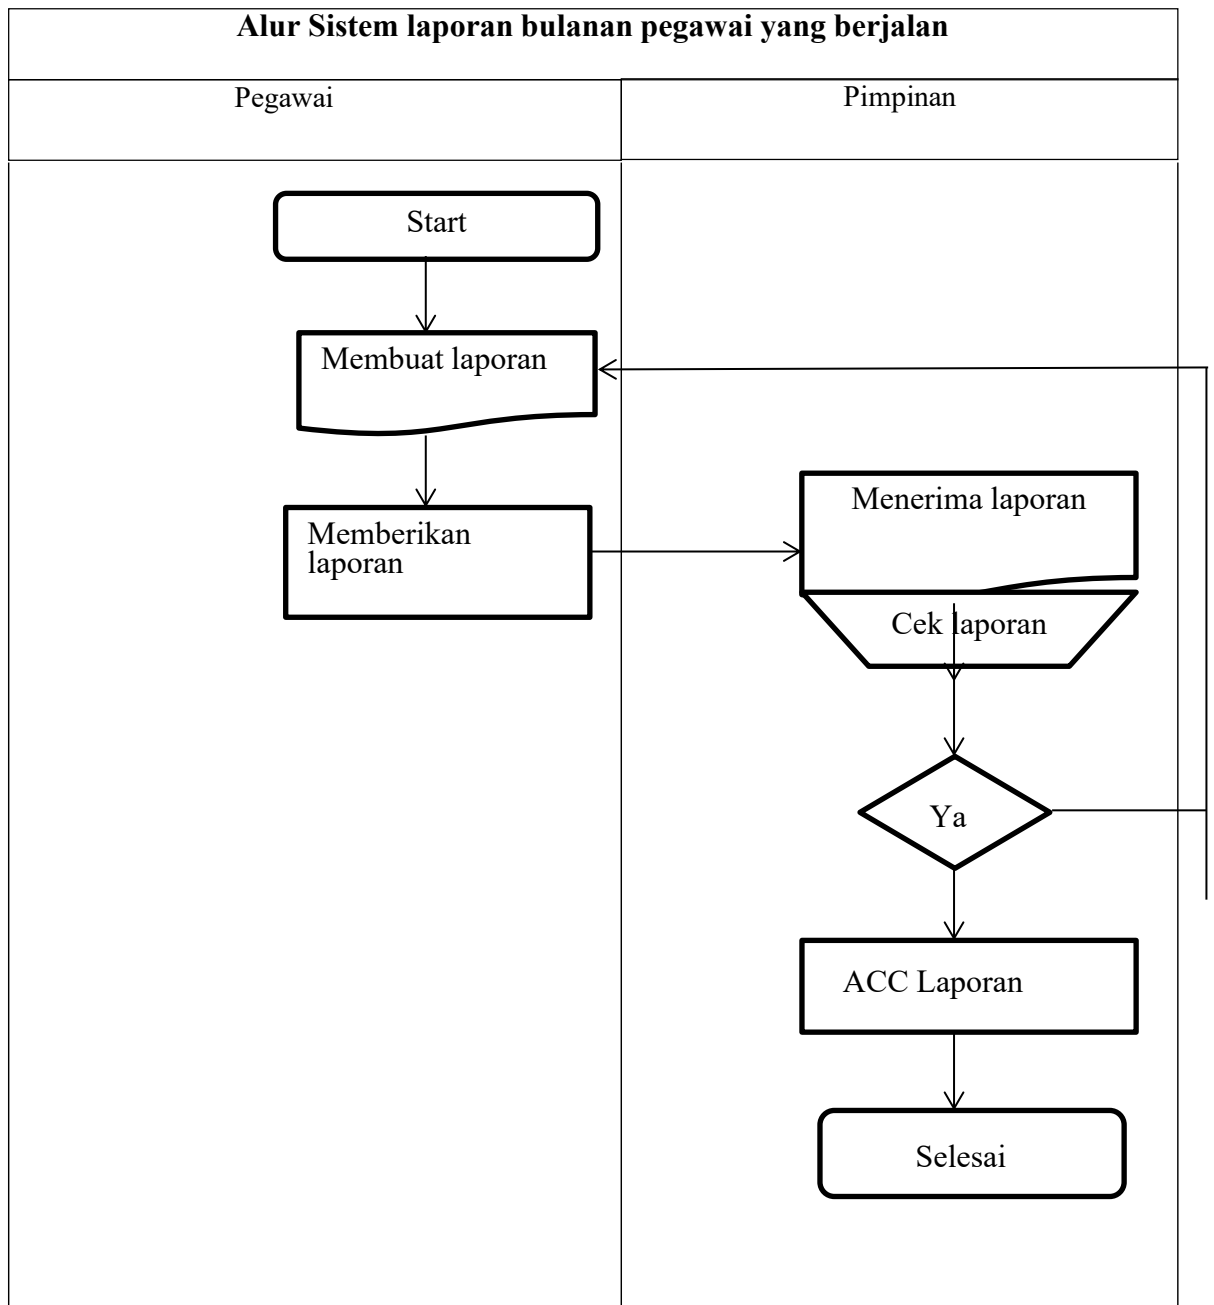 Alur Sistem laporan bulanan pegawai yang berjalan
Pegawai
Pimpinan
Start
Membuat laporan
Memberikan
laporan
Menerima laporan
Cek laporan
Ya
ACC Laporan
Selesai